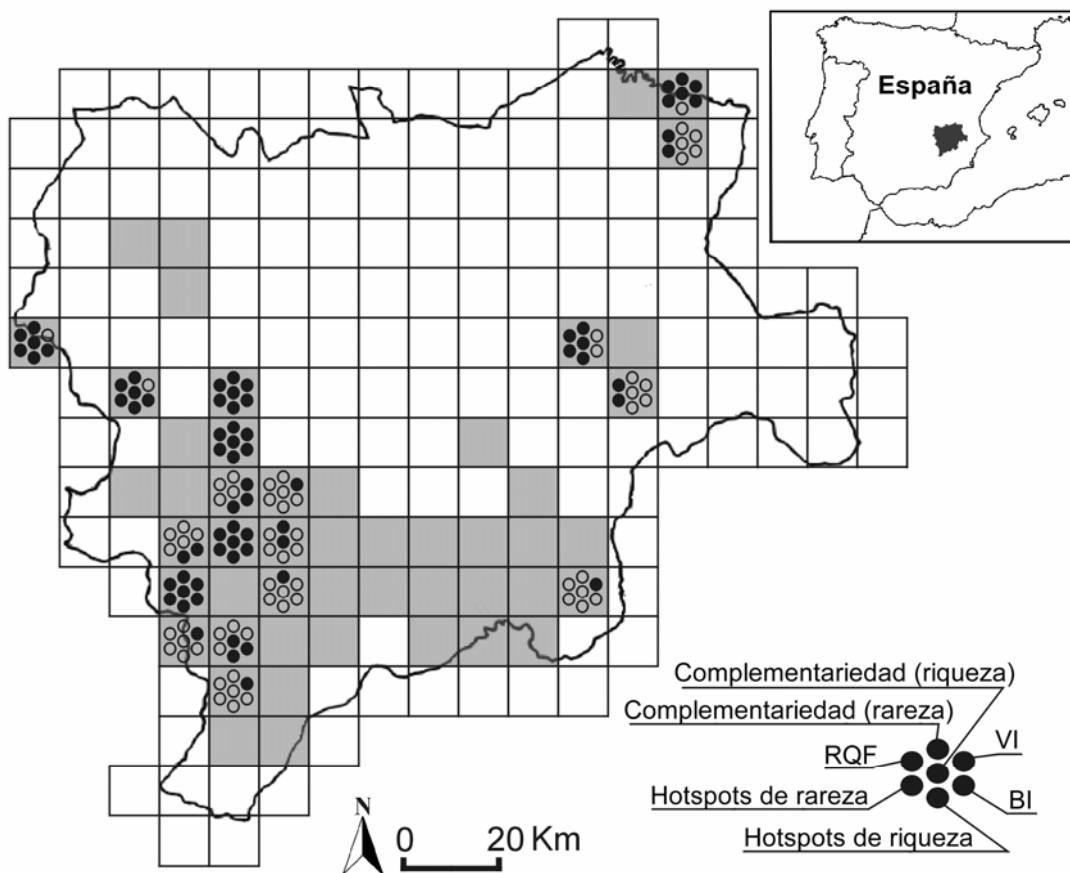 España
Complementariedad (riqueza)
Complementariedad (rareza)
RQF
VI
Hotspots de rareza
BI
Hotspots de riqueza
N
0 20 Km